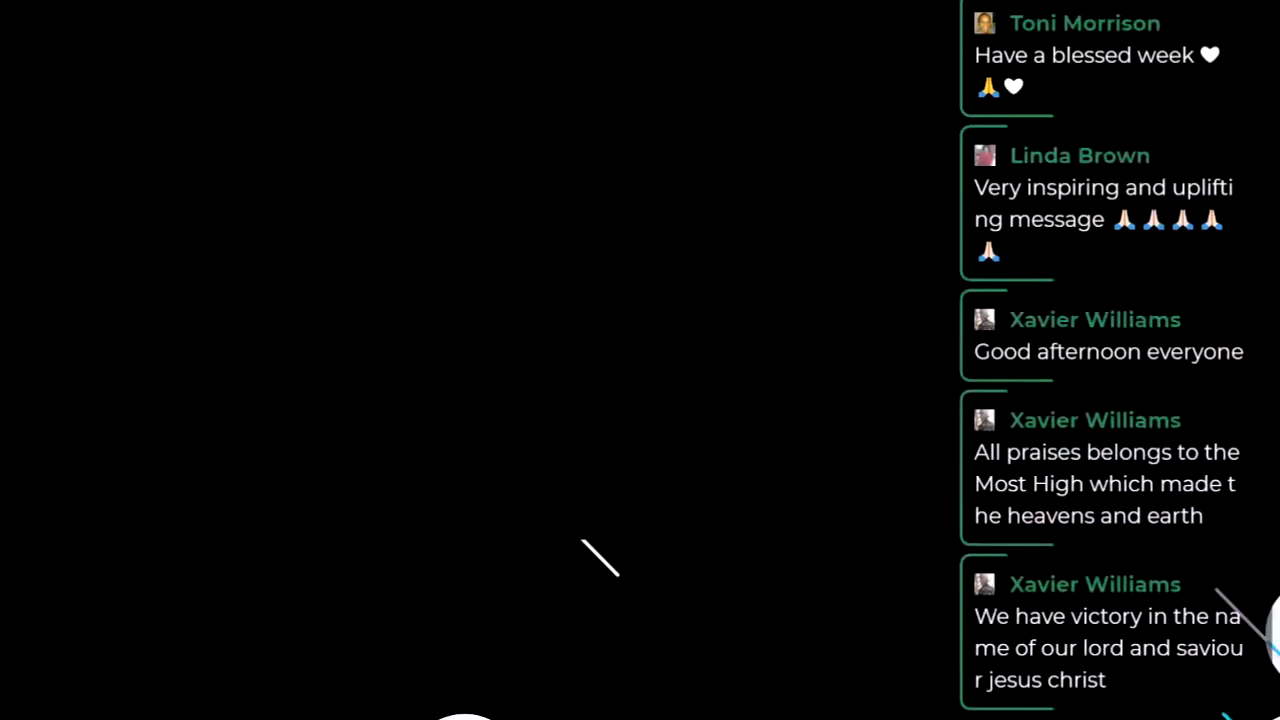 Toni Morrison
Have a blessed week 🤍
🙏🤍
Linda Brown
Very inspiring and uplifti
ng message 🙏🏻🙏🏻🙏🏻🙏🏻
🙏🏻
Xavier Williams
Good afternoon everyone
Xavier Williams
All praises belongs to the
Most High which made t
he heavens and earth
Xavier Williams
We have victory in the na
me of our lord and saviou
r jesus christ